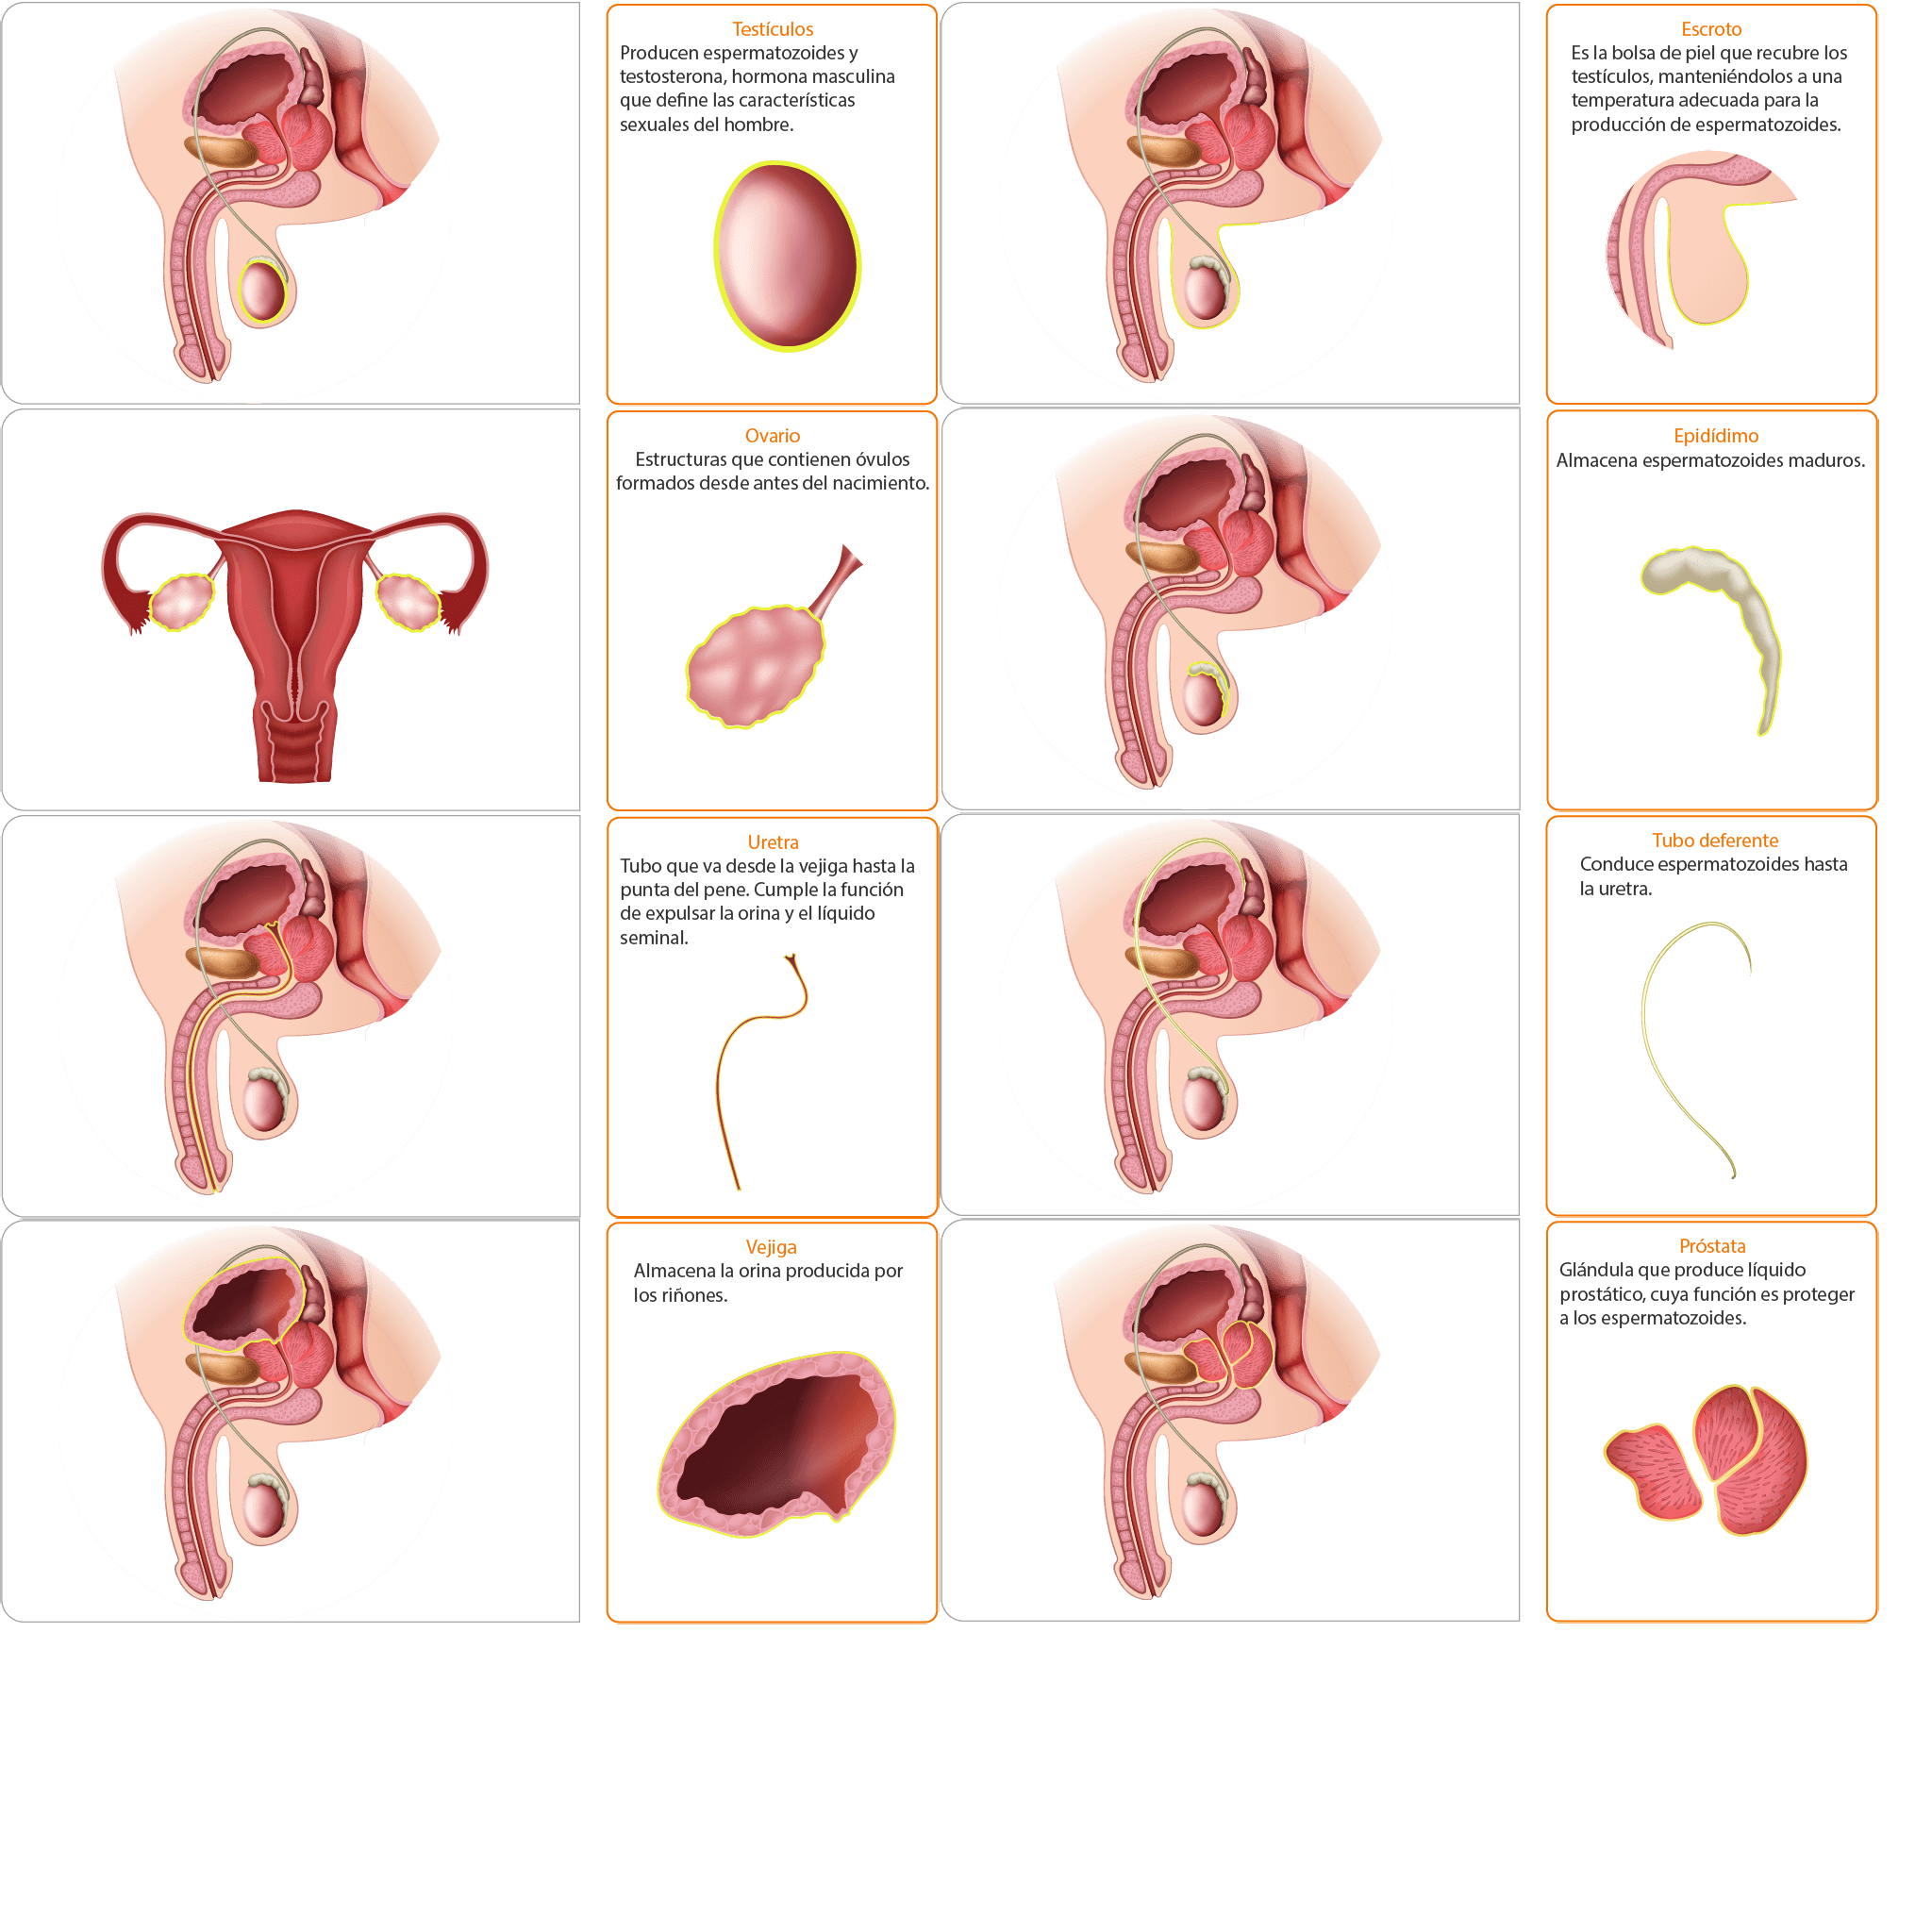 Testículos
Producen espermatozoides y
testosterona, hormona masculina
que define las características
sexuales del hombre.
Escroto
Es la bolsa de piel que recubre los
testículos, manteniéndolos a una
temperatura adecuada para la
producción de espermatozoides.
Ovario
Estructuras que contienen óvulos
formados desde antes del nacimiento.
Epidídimo
Almacena espermatozoides maduros.
Uretra
Tubo que va desde la vejiga hasta la
punta del pene. Cumple la función
de expulsar la orina y el líquido
seminal.
Tubo deferente
Conduce espermatozoides hasta
la uretra.
Vejiga
Almacena la orina producida por
los riñones.
Próstata
Glándula que produce líquido
prostático, cuya función es proteger
a los espermatozoides.